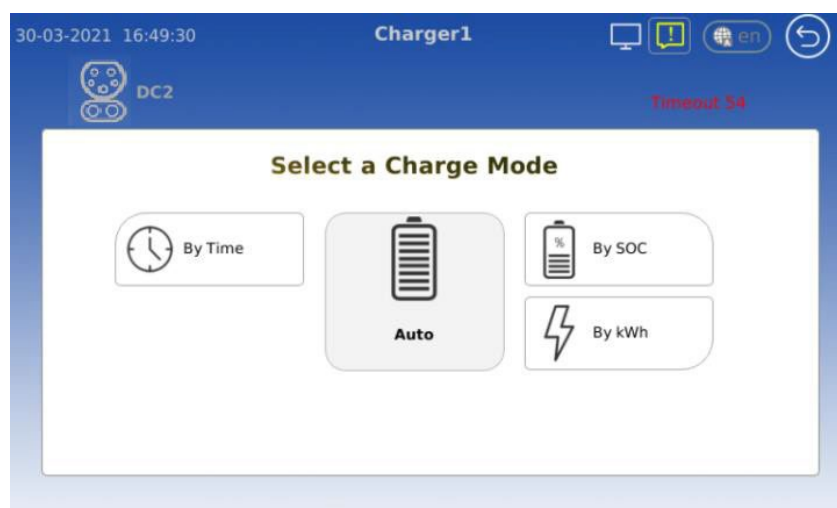 30-03-2021 16:49:30 Charger1 en
DC2
Timeout 54
Select a Charge Mode
By Time
%
By SOC
Auto
By kWh